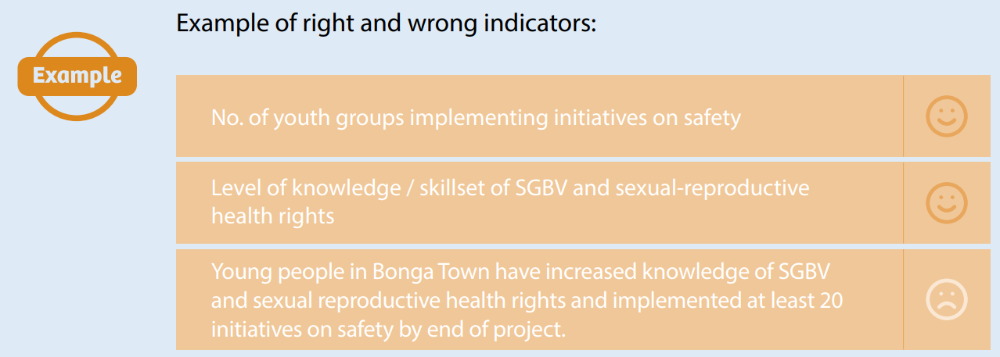 Example of right and wrong indicators:
Example
No. of youth groups implementing initiatives on safety
Level of knowledge / skillset of SGBV and sexual-reproductive
health rights
Young people in Bonga Town have increased knowledge of SGBV
and sexual reproductive health rights and implemented at least 20
initiatives on safety by end of project.